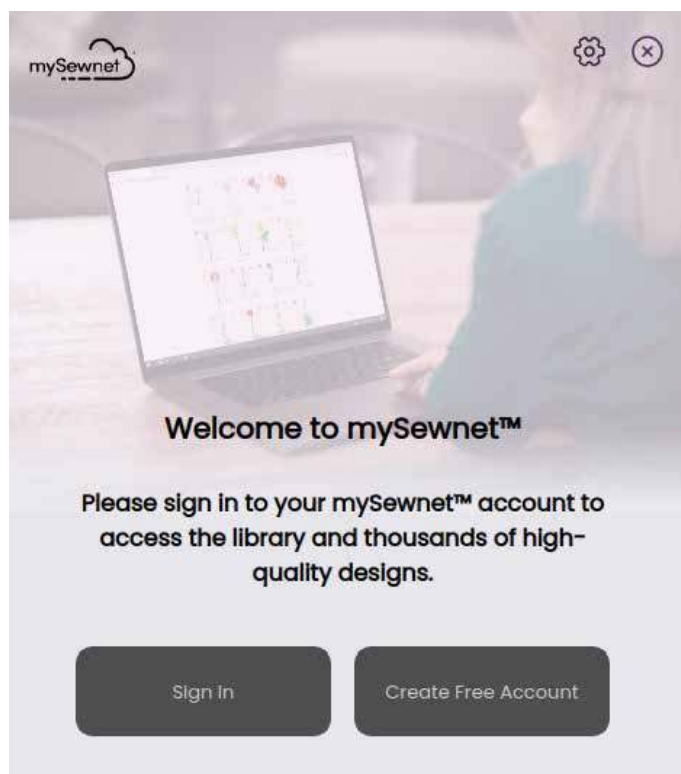 mySewnet
Welcome to mySewnet™
Please sign in to your mySewnet™ account to
access the library and thousands of high-
quality designs.
Sign In
Create Free Account